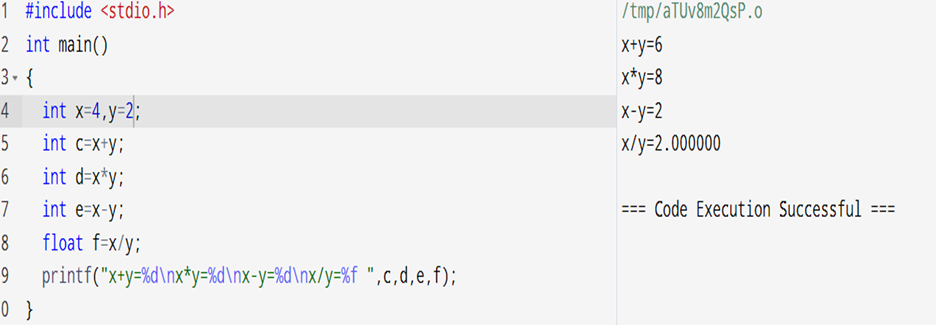 1 #include <stdio.h>
2 int main()
3 {
4 int x=4,y=2;
5 int c=x+y;
6 int d=x*y;
7 int e=x-y;
8 float f=x/y;
9 printf("x+y=%d\nx*y=%d\nx-y=%d\nx/y=%f ",c,d,e,f);
0 }
/tmp/aTUv8m2QsP.o
x+y=6
x*y=8
x-y=2
x/y=2.000000
=== Code Execution Successful ===